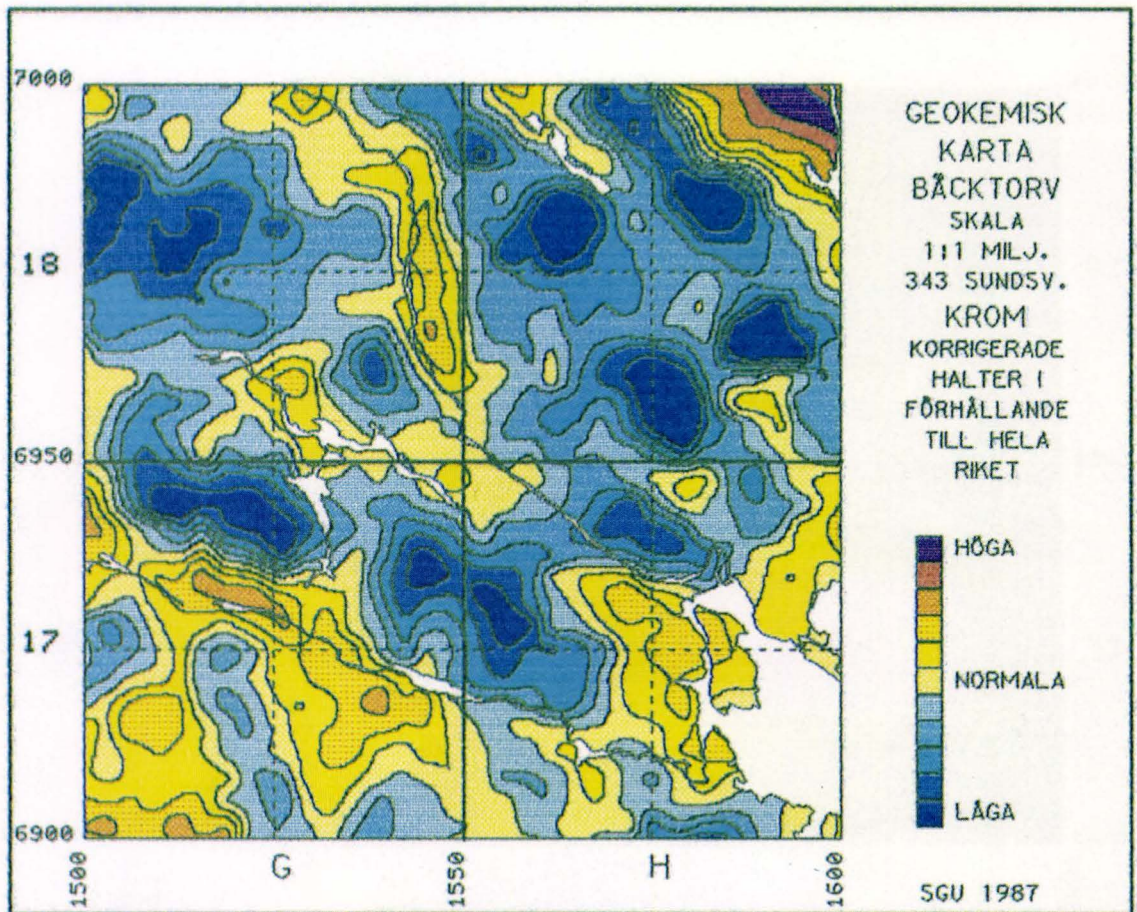 7000
18
6950
17
6900
1500
G
1550
H
1600
GEOKEMISK
KARTA
BÄCKTORV
SKALA
1:1 MILJ.
343 SUNDSV.
KROM
KORRIGERADE
HALTER I
FÖRHÅLLANDE
TILL HELA
RIKET
HÖGA
NORMALA
LÅGA
SGU 1987